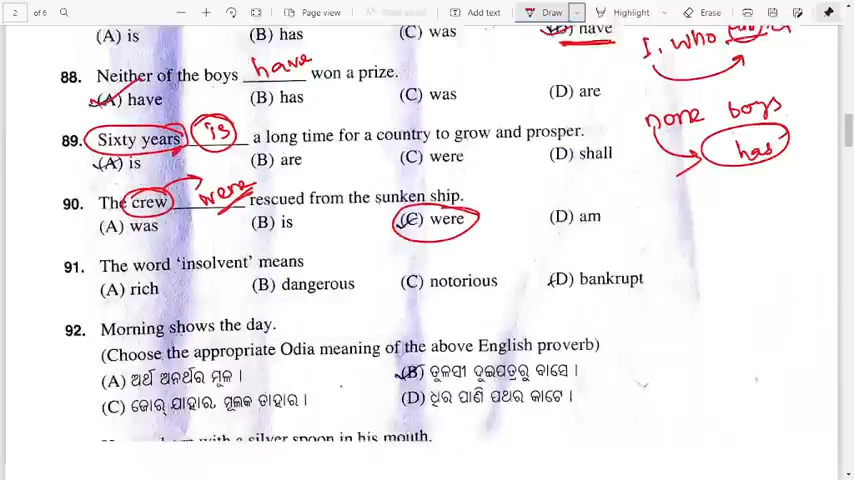 2 of 6 Page view Read aloud Add text Draw Highlight Erase
(A) is (B) has (C) was (D) have
I, who
88. Neither of the boys have won a prize.
(A) have (B) has (C) was (D) are
none boys
has
89. Sixty years is a long time for a country to grow and prosper.
(A) is (B) are (C) were (D) shall
90. The crew were rescued from the sunken ship.
(A) was (B) is (C) were (D) am
91. The word ‘insolvent’ means
(A) rich (B) dangerous (C) notorious (D) bankrupt
92. Morning shows the day.
(Choose the appropriate Odia meaning of the above English proverb)
(A) ଅର୍ଥ ଅନର୍ଥର ମୂଳ । (B) ତୁଳସୀ ଦୁଇପତ୍ରରୁ ବାସେ ।
(C) ଜୋର୍ ଯାହାର, ମୂଲକ ତାହାର । (D) ଧିର ପାଣି ପଥର କାଟେ ।
with a silver spoon in his mouth.